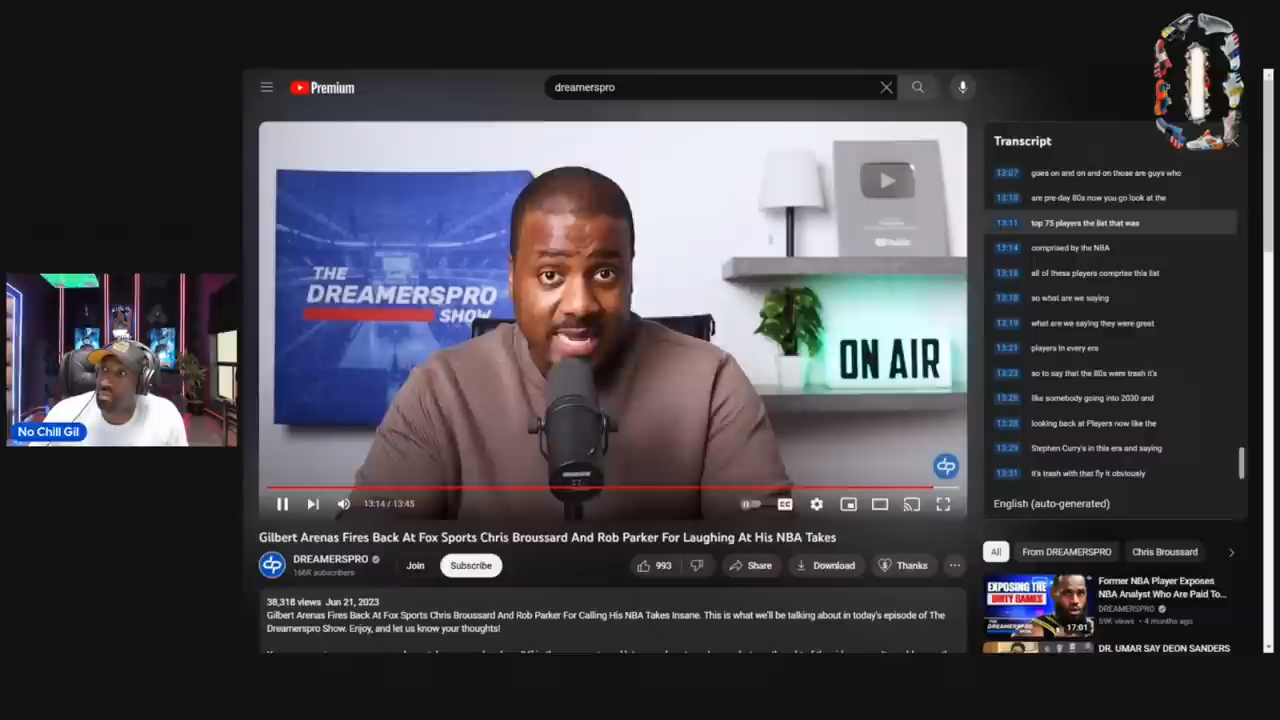 Premium
dreamerspro
THE
DREAMERSPRO
SHOW
ON AIR
dp
13:14 / 13:45
CC
Transcript
13:07 goes on and on and on those are guys who
13:10 are pre-day 80s now you go look at the
13:11 top 75 players the list that was
13:14 comprised by the NBA
13:16 all of these players comprise this list
13:18 so what are we saying
13:19 what are we saying they were great
13:21 players in every era
13:23 so to say that the 80s were trash it's
13:26 like somebody going into 2030 and
13:28 looking back at Players now like the
13:29 Stephen Curry's in this era and saying
13:31 it's trash with that fly it obviously
English (auto-generated)
No Chill Gil
Gilbert Arenas Fires Back At Fox Sports Chris Broussard And Rob Parker For Laughing At His NBA Takes
dp
DREAMERSPRO
166K subscribers
Join
Subscribe
993
Share
Download
Thanks
38,316 views Jun 21, 2023
Gilbert Arenas Fires Back At Fox Sports Chris Broussard And Rob Parker For Calling His NBA Takes Insane. This is what we'll be talking about in today's episode of The
Dreamerspro Show. Enjoy, and let us know your thoughts!
All
From DREAMERSPRO
Chris Broussard
EXPOSING THE
DIRTY GAMES
THE
DREAMERSPRO
SHOW
17:01
Former NBA Player Exposes
NBA Analyst Who Are Paid To...
DREAMERSPRO
59K views • 4 months ago
DR. UMAR SAY DEON SANDERS